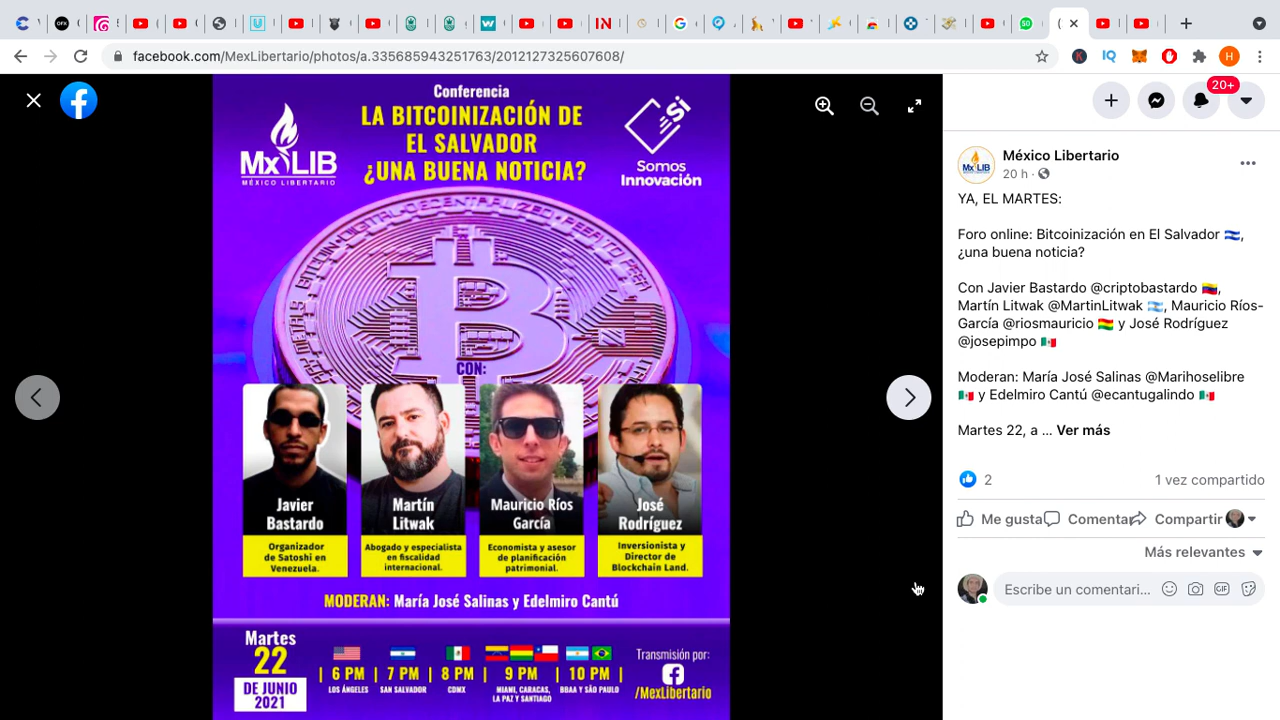 facebook.com/MexLibertario/photos/a.335685943251763/2012127325607608/
Conferencia
LA BITCOINIZACIÓN DE
EL SALVADOR
¿UNA BUENA NOTICIA?
MxLIB
MÉXICO LIBERTARIO
SÍ
Somos
Innovación
BITCOIN DIGITAL DECENTRALIZED PEER TO
CON:
Javier
Bastardo
Organizador
de Satoshi en
Venezuela.
Martín
Litwak
Abogado y especialista
en fiscalidad
internacional.
Mauricio Ríos
García
Economista y asesor
de planificación
patrimonial.
José
Rodríguez
Inversionista y
Director de
Blockchain Land.
MODERAN: María José Salinas y Edelmiro Cantú
Martes
22
DE JUNIO
2021
6 PM
LOS ÁNGELES
7 PM
SAN SALVADOR
8 PM
CDMX
9 PM
MIAMI, CARACAS,
LA PAZ Y SANTIAGO
10 PM
BBAA Y SÃO PAULO
Transmisión por:
/MexLibertario
20+
México Libertario
20 h ·
YA, EL MARTES:
Foro online: Bitcoinización en El Salvador 🇸🇻,
¿una buena noticia?
Con Javier Bastardo @criptobastardo 🇻🇪,
Martín Litwak @MartinLitwak 🇦🇷, Mauricio Ríos-
García @riosmauricio 🇧🇴 y José Rodríguez
@josepimpo 🇲🇽
Moderan: María José Salinas @Marihoselibre
🇲🇽 y Edelmiro Cantú @ecantugalindo 🇲🇽
Martes 22, a ... Ver más
2
1 vez compartido
Me gusta
Comentar
Compartir
Más relevantes
Escribe un comentari...
GIF